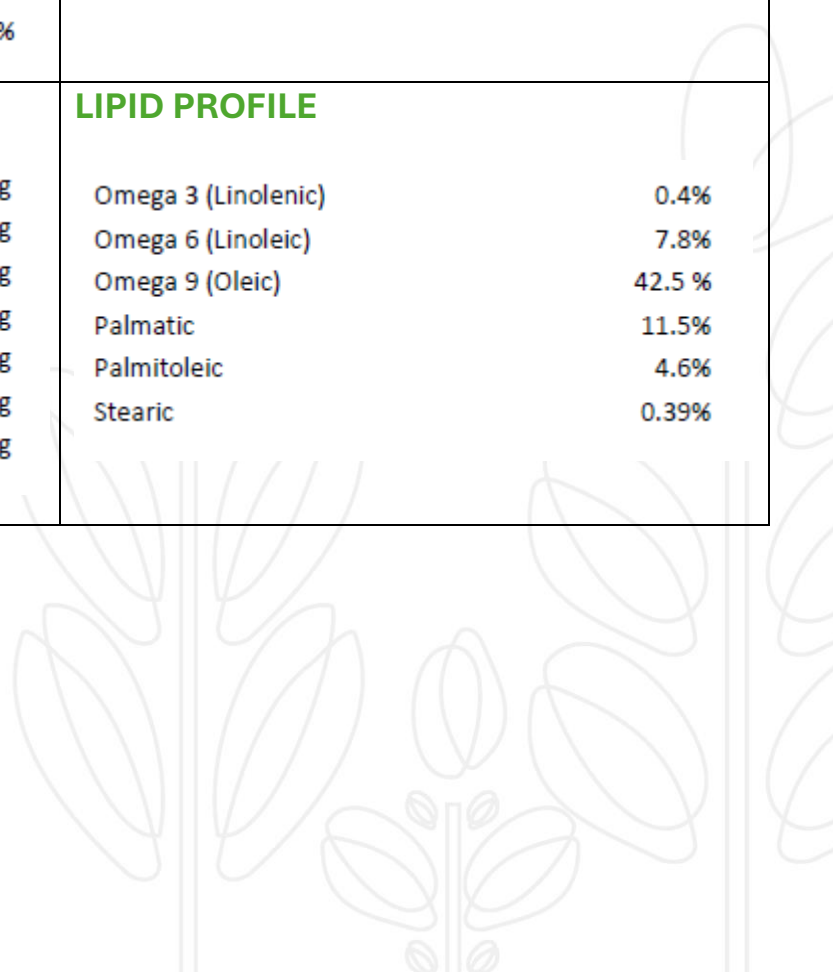 %
LIPID PROFILE
g
Omega 3 (Linolenic) 0.4%
g
Omega 6 (Linoleic) 7.8%
g
Omega 9 (Oleic) 42.5 %
g
Palmatic 11.5%
g
Palmitoleic 4.6%
g
Stearic 0.39%
g